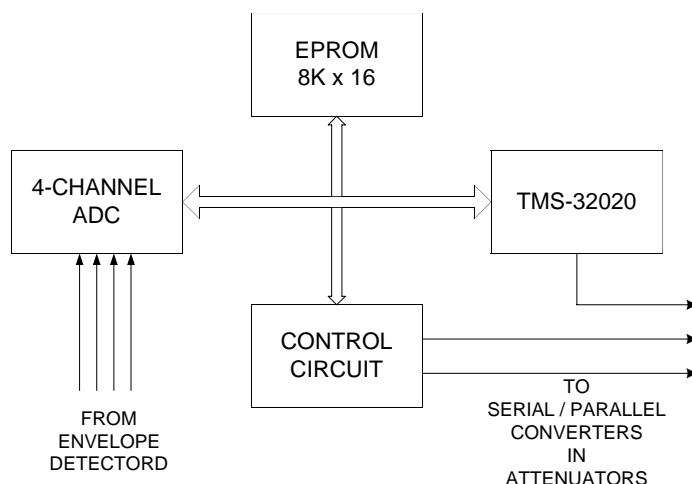 EPROM
8K x 16
4-CHANNEL
ADC
TMS-32020
CONTROL
CIRCUIT
FROM
ENVELOPE
DETECTORD
TO
SERIAL / PARALLEL
CONVERTERS
IN
ATTENUATORS